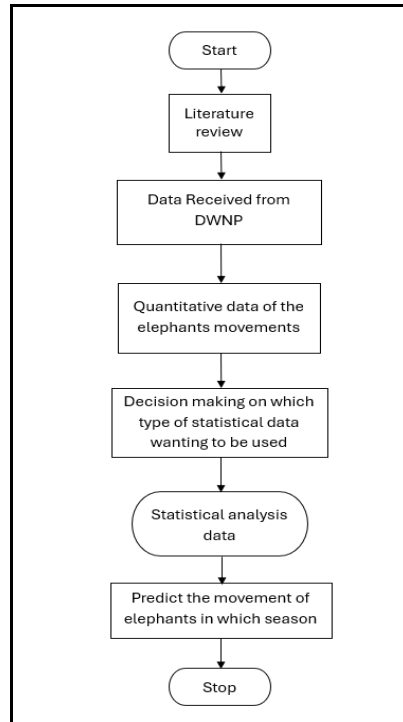 Start
Literature
review
Data Received from
DWNP
Quantitative data of the
elephants movements
Decision making on which
type of statistical data
wanting to be used
Statistical analysis
data
Predict the movement of
elephants in which season
Stop